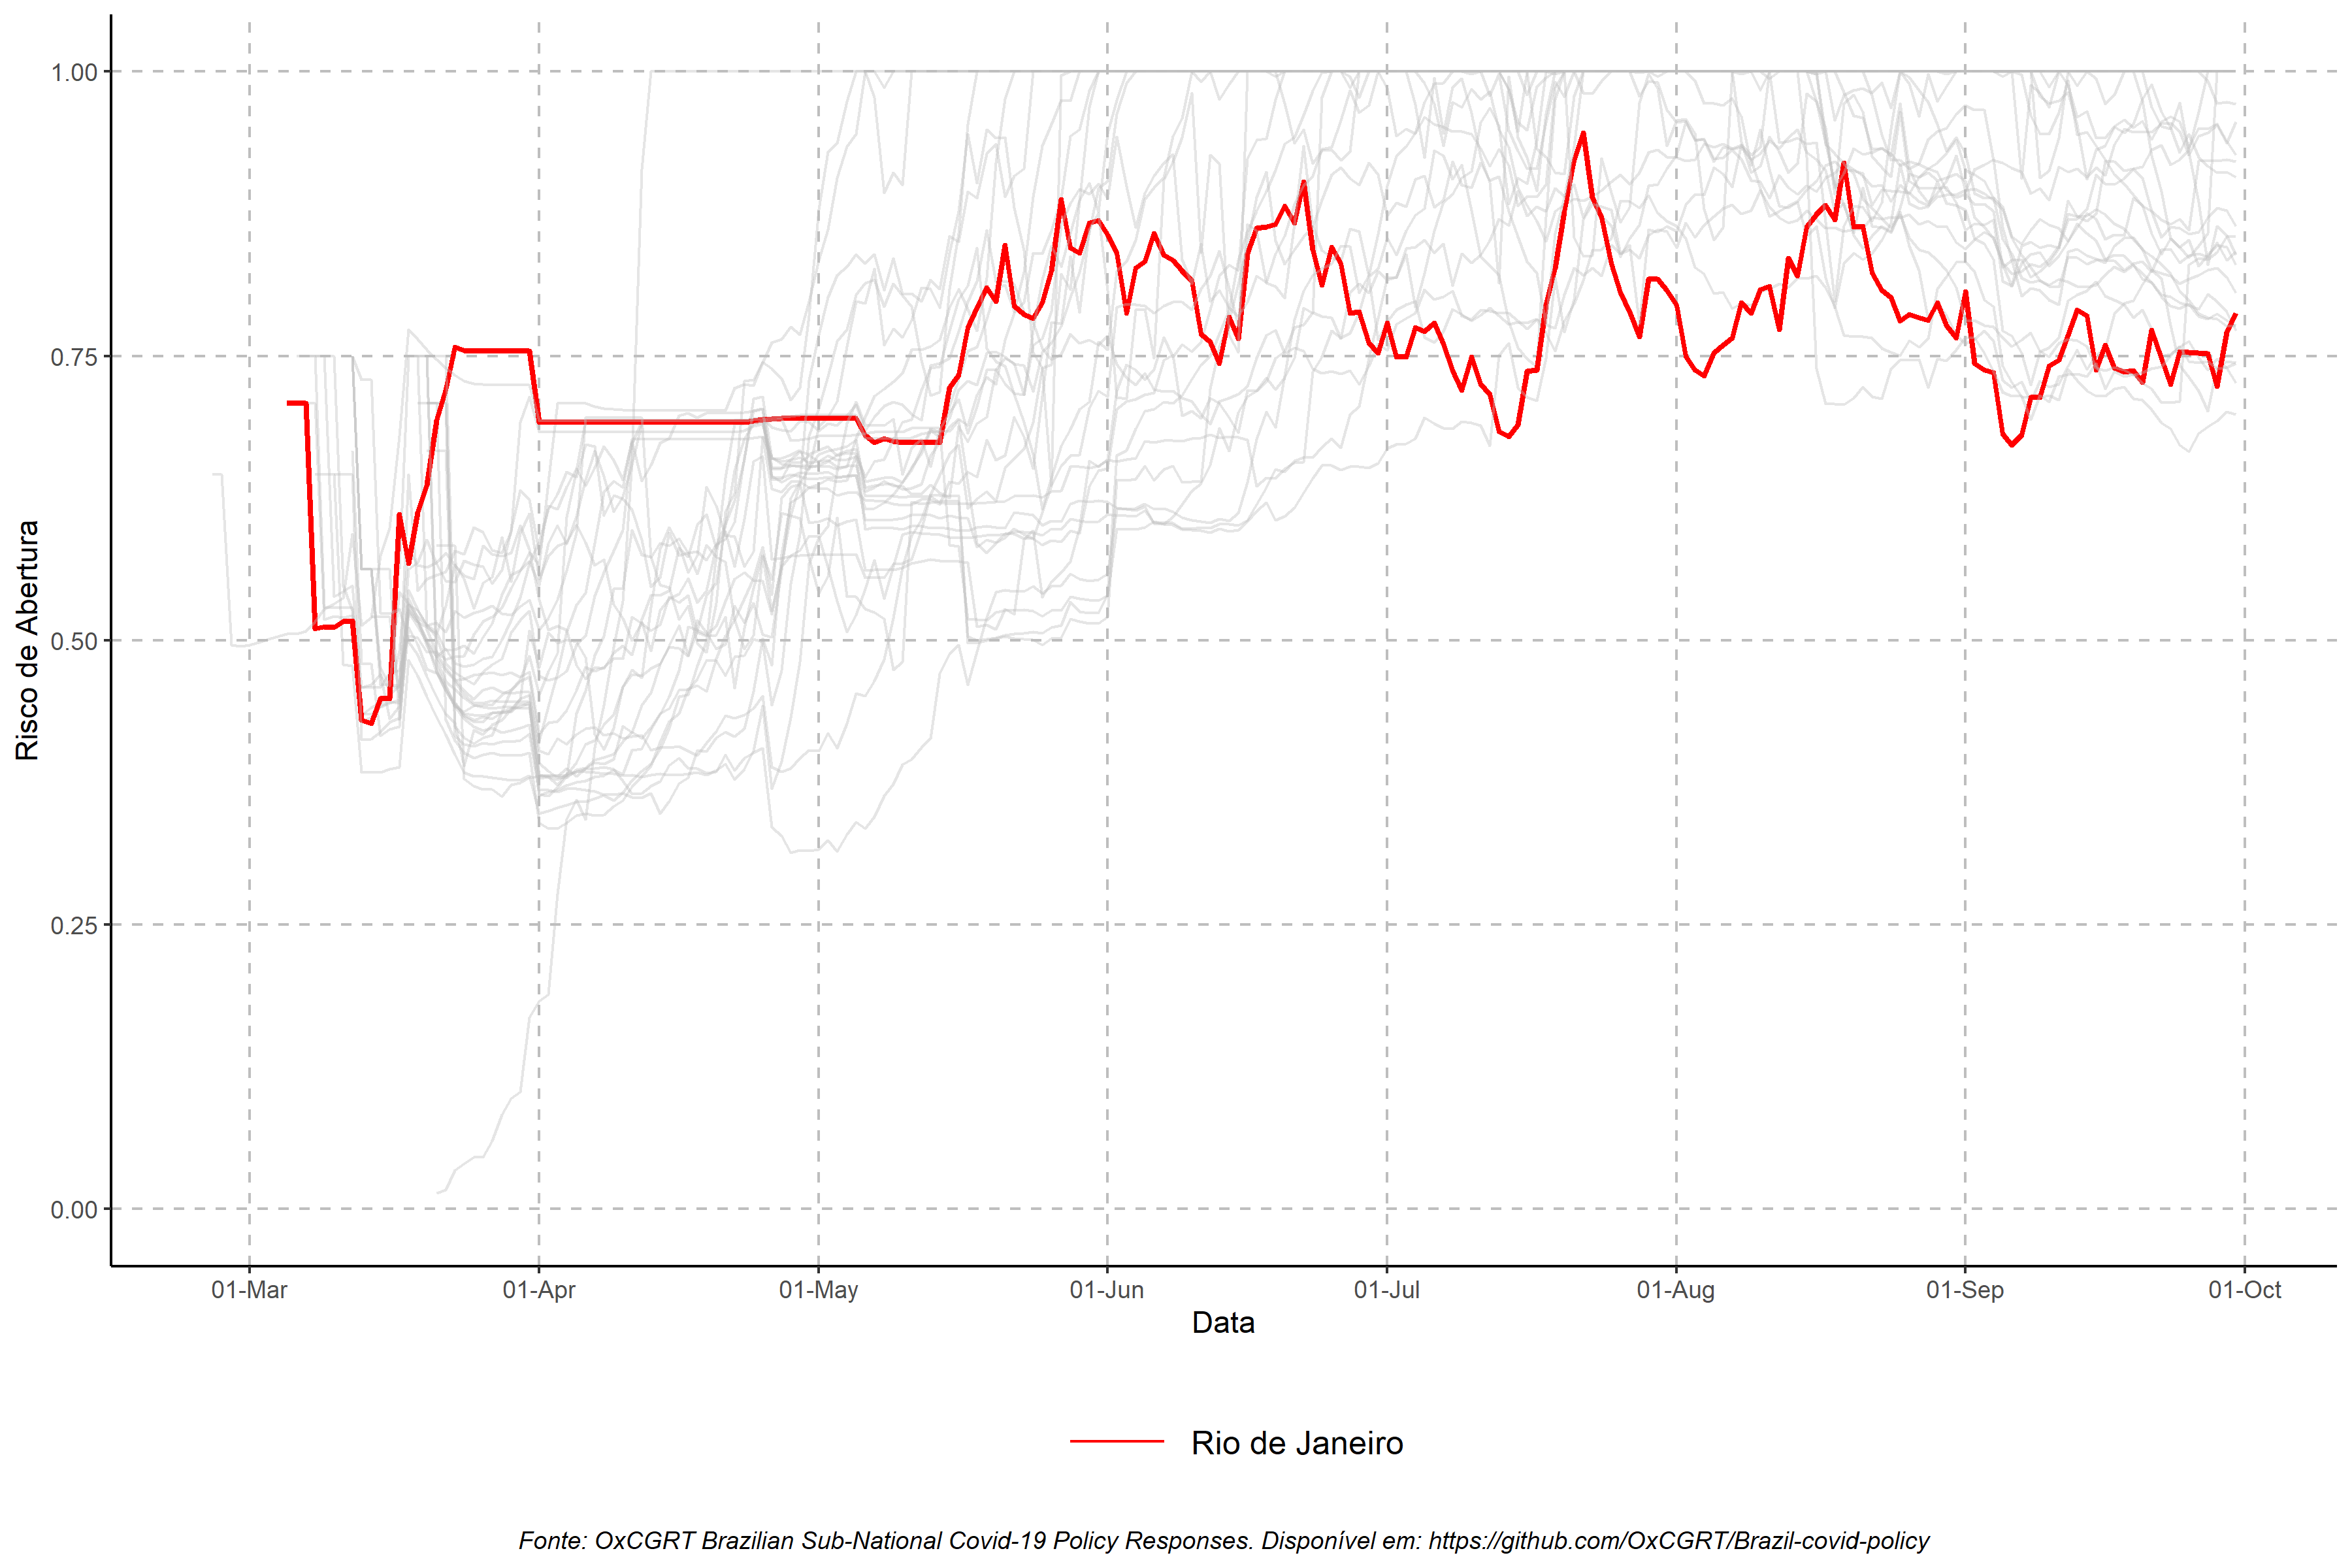 1.00
0.75
0.50
0.25
0.00
Risco de Abertura
01-Mar 01-Apr 01-May 01-Jun 01-Jul 01-Aug 01-Sep 01-Oct
Data
Rio de Janeiro
Fonte: OxCGRT Brazilian Sub-National Covid-19 Policy Responses. Disponível em: https://github.com/OxCGRT/Brazil-covid-policy